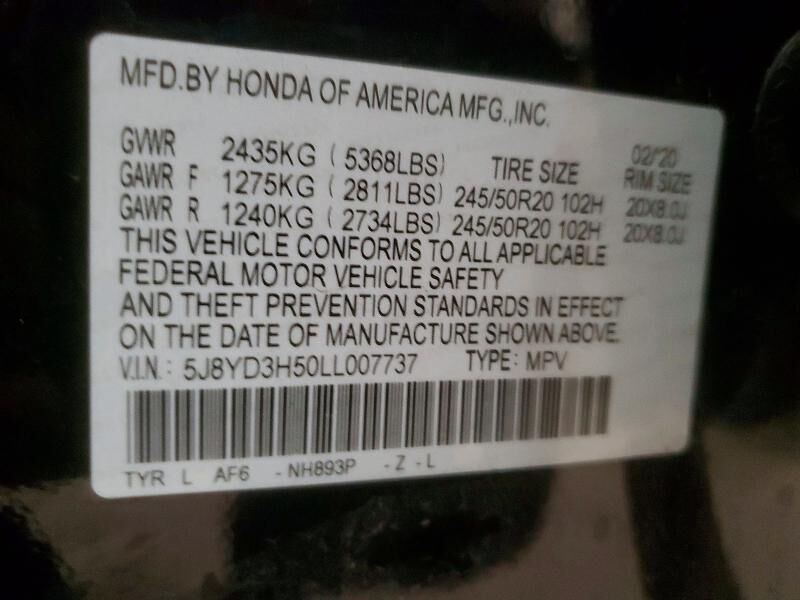 MFD.BY HONDA OF AMERICA MFG.,INC.
02/'20
GVWR 2435KG ( 5368LBS) TIRE SIZE RIM SIZE
GAWR F 1275KG ( 2811LBS) 245/50R20 102H 20X8.0J
GAWR R 1240KG ( 2734LBS) 245/50R20 102H 20X8.0J
THIS VEHICLE CONFORMS TO ALL APPLICABLE
FEDERAL MOTOR VEHICLE SAFETY
AND THEFT PREVENTION STANDARDS IN EFFECT
ON THE DATE OF MANUFACTURE SHOWN ABOVE.
V.I.N.: 5J8YD3H50LL007737 TYPE: MPV
TYR L AF6 -NH893P -Z -L